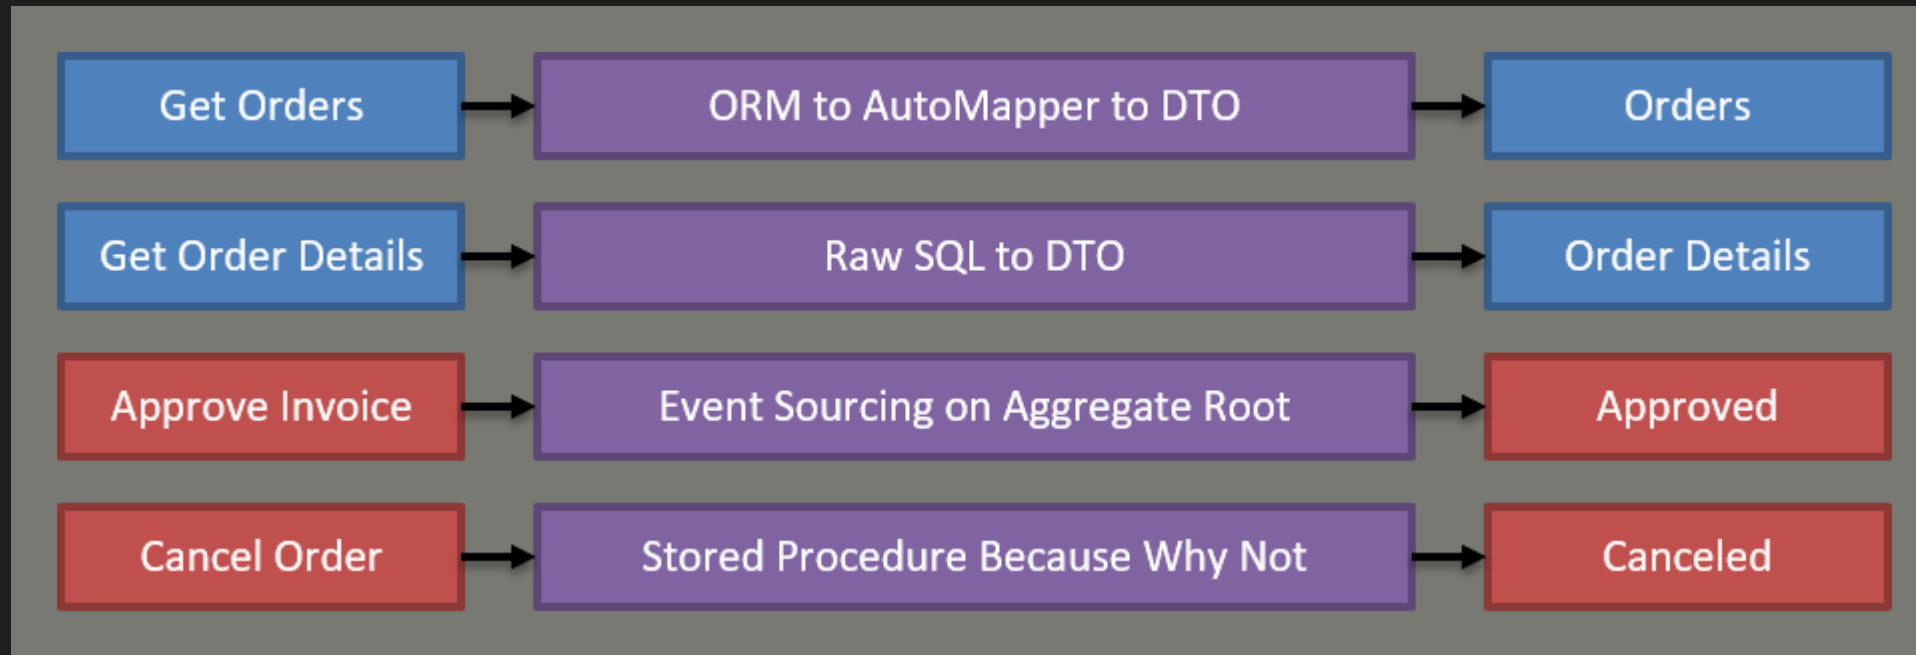 Get Orders
ORM to AutoMapper to DTO
Orders
Get Order Details
Raw SQL to DTO
Order Details
Approve Invoice
Event Sourcing on Aggregate Root
Approved
Cancel Order
Stored Procedure Because Why Not
Canceled